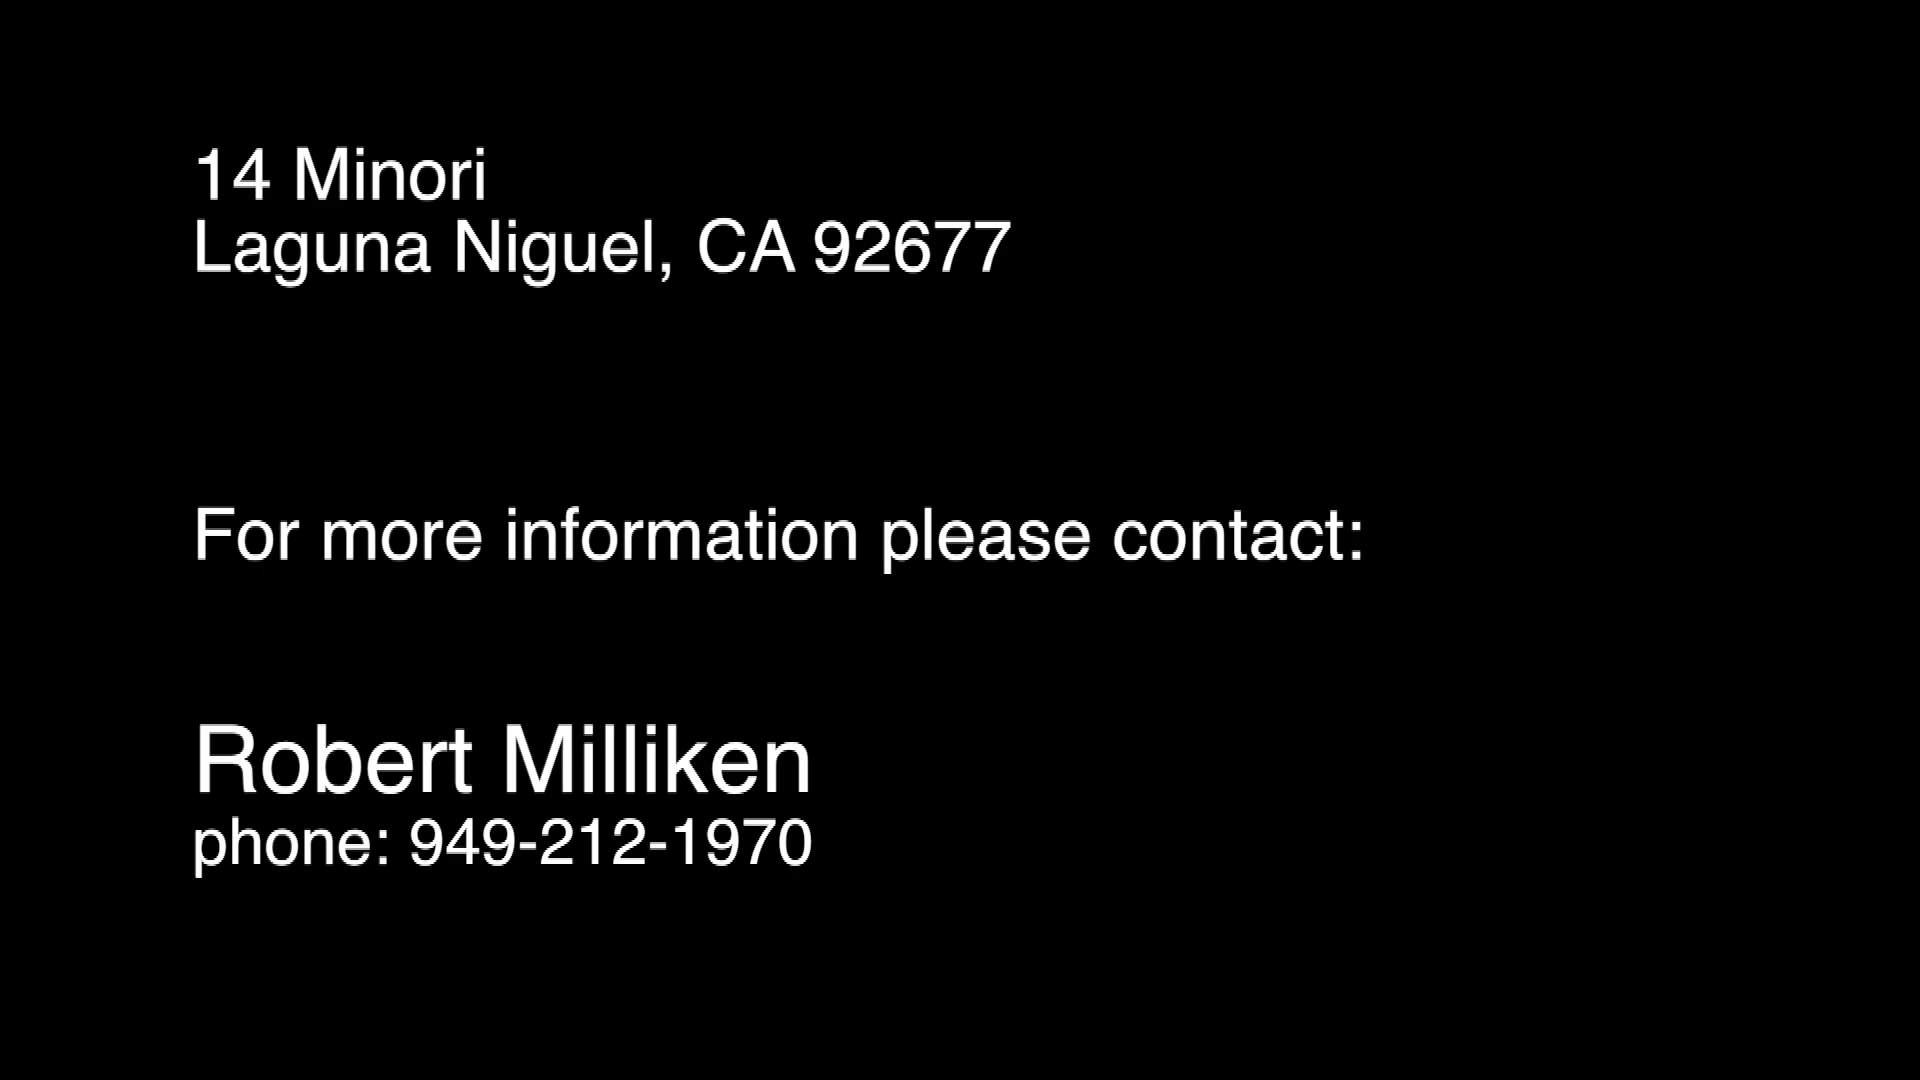 14 Minori
Laguna Niguel, CA 92677
For more information please contact:
Robert Milliken
phone: 949-212-1970